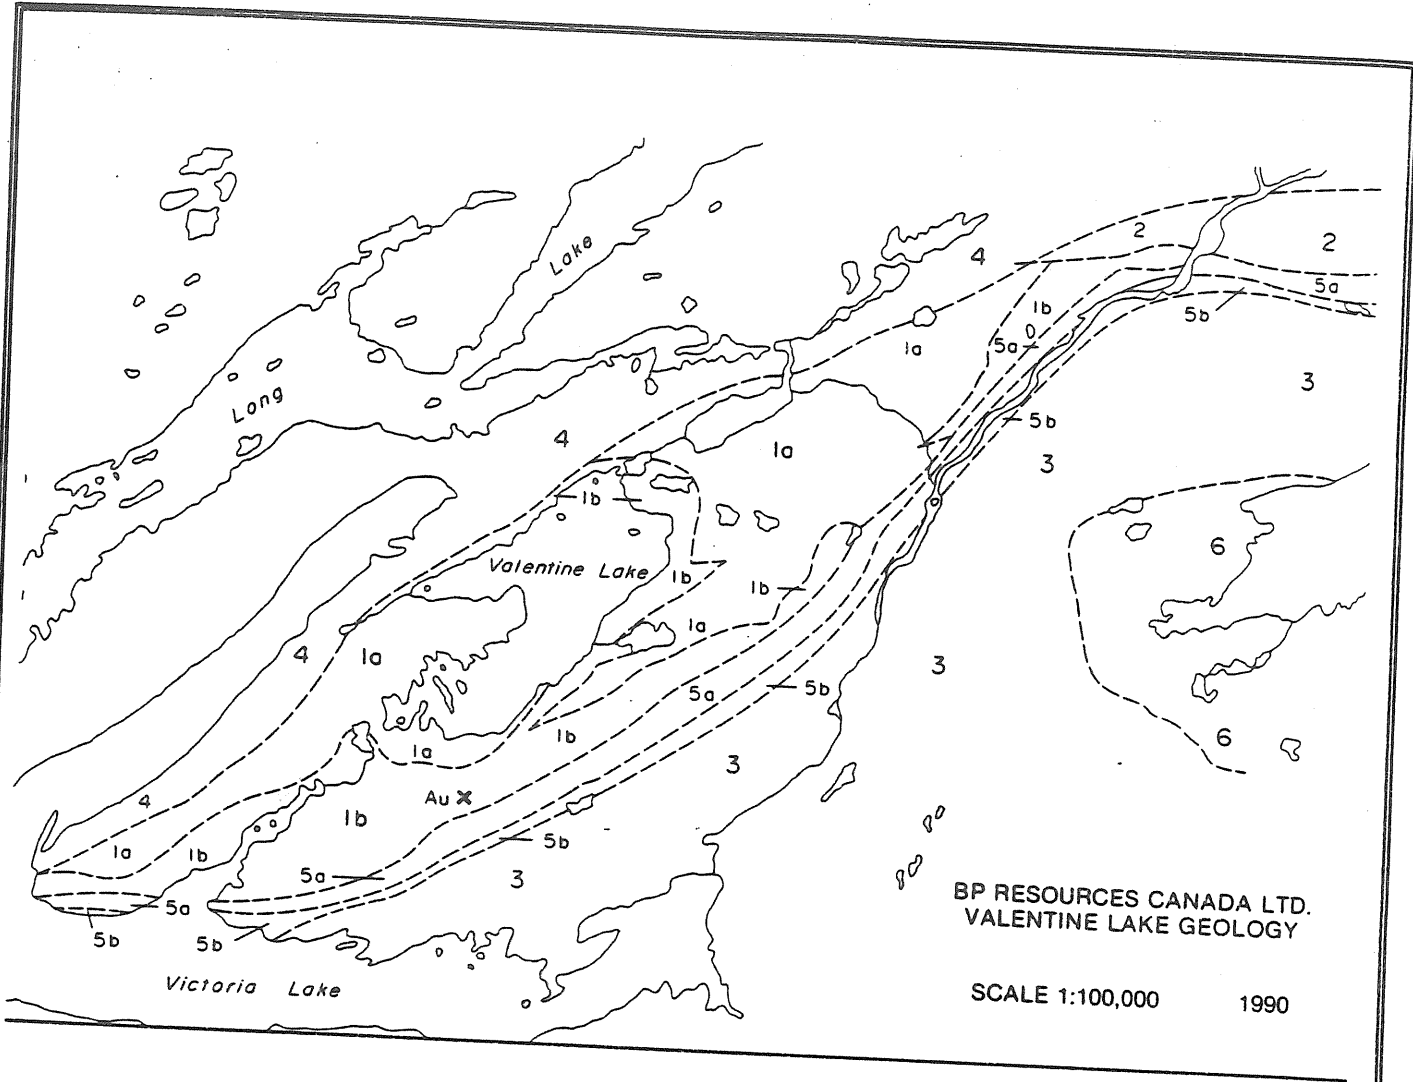 2
2
4
Lake
5a
1b
5b
5a
1a
3
Long
5b
4
1a
3
1b
6
Valentine Lake
1b
1b
1a
4
1a
3
5a
5b
6
1b
1a
3
Au
4
1b
5b
1a
1b
5a
3
5a
5b
5b
BP RESOURCES CANADA LTD.
VALENTINE LAKE GEOLOGY
Victoria Lake
SCALE 1:100,000 1990